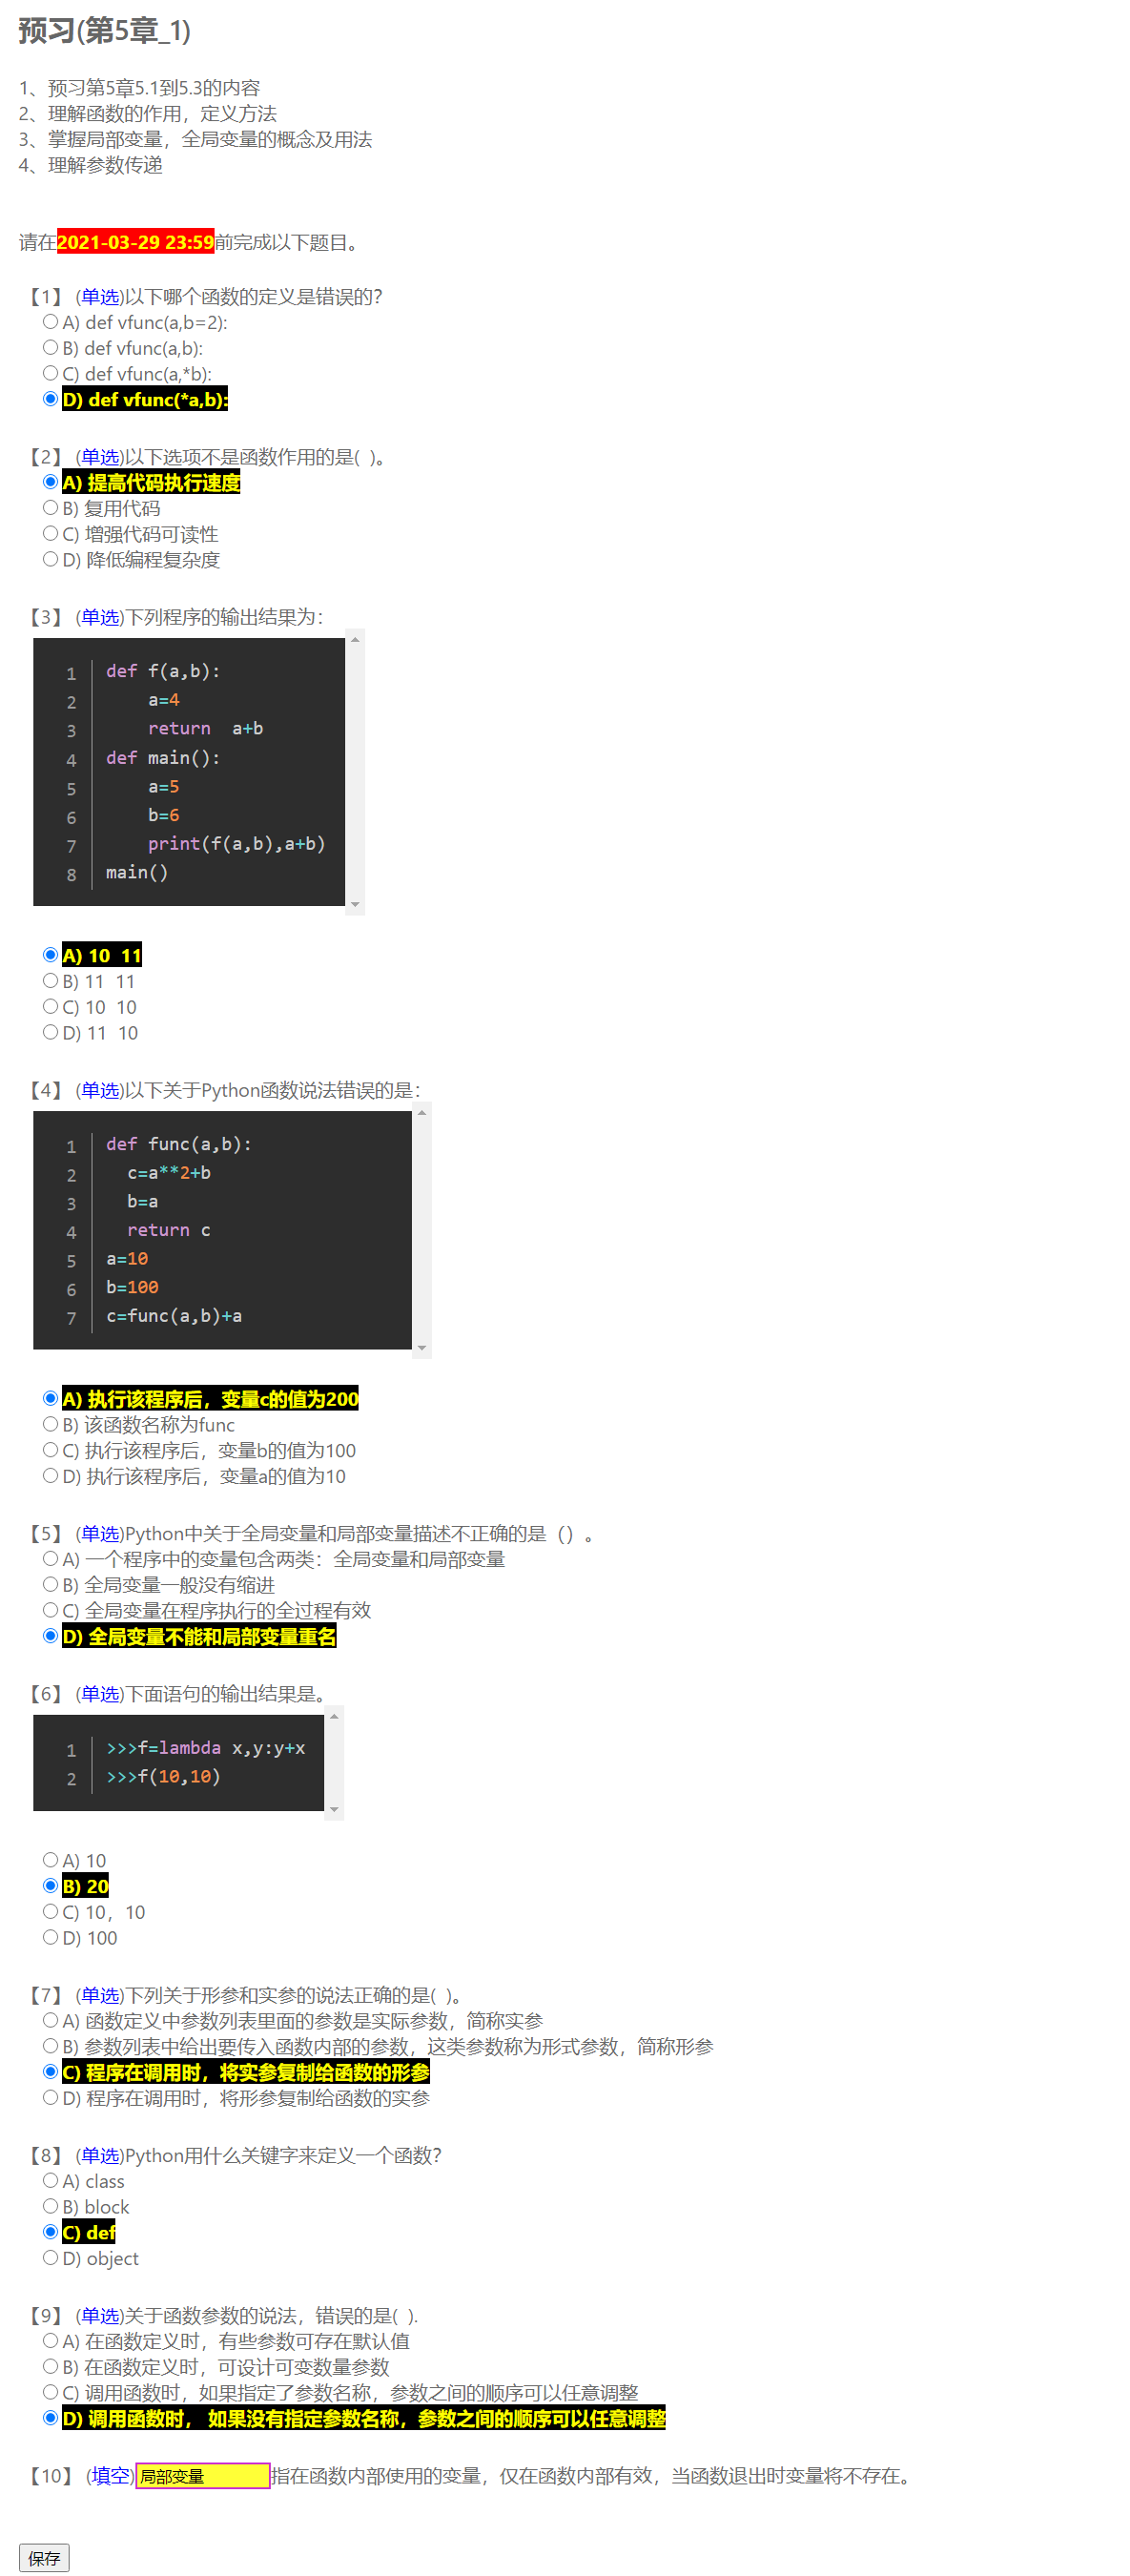 预习(第5章_1)
1、预习第5章5.1到5.3的内容
2、理解函数的作用，定义方法
3、掌握局部变量，全局变量的概念及用法
4、理解参数传递
请在2021-03-29 23:59前完成以下题目。
【1】 (单选)以下哪个函数的定义是错误的?
A) def vfunc(a,b=2):
B) def vfunc(a,b):
C) def vfunc(a,*b):
D) def vfunc(*a,b):
【2】 (单选)以下选项不是函数作用的是( )。
A) 提高代码执行速度
B) 复用代码
C) 增强代码可读性
D) 降低编程复杂度
【3】 (单选)下列程序的输出结果为：
1 def f(a,b):
2 a=4
3 return a+b
4 def main():
5 a=5
6 b=6
7 print(f(a,b),a+b)
8 main()
A) 10 11
B) 11 11
C) 10 10
D) 11 10
【4】 (单选)以下关于Python函数说法错误的是：
1 def func(a,b):
2 c=a**2+b
3 b=a
4 return c
5 a=10
6 b=100
7 c=func(a,b)+a
A) 执行该程序后，变量c的值为200
B) 该函数名称为func
C) 执行该程序后，变量b的值为100
D) 执行该程序后，变量a的值为10
【5】 (单选)Python中关于全局变量和局部变量描述不正确的是（）。
A) 一个程序中的变量包含两类：全局变量和局部变量
B) 全局变量一般没有缩进
C) 全局变量在程序执行的全过程有效
D) 全局变量不能和局部变量重名
【6】 (单选)下面语句的输出结果是。
1 >>>f=lambda x,y:y+x
2 >>>f(10,10)
A) 10
B) 20
C) 10，10
D) 100
【7】 (单选)下列关于形参和实参的说法正确的是( )。
A) 函数定义中参数列表里面的参数是实际参数，简称实参
B) 参数列表中给出要传入函数内部的参数，这类参数称为形式参数，简称形参
C) 程序在调用时，将实参复制给函数的形参
D) 程序在调用时，将形参复制给函数的实参
【8】 (单选)Python用什么关键字来定义一个函数？
A) class
B) block
C) def
D) object
【9】 (单选)关于函数参数的说法，错误的是( ).
A) 在函数定义时，有些参数可存在默认值
B) 在函数定义时，可设计可变数量参数
C) 调用函数时，如果指定了参数名称，参数之间的顺序可以任意调整
D) 调用函数时， 如果没有指定参数名称，参数之间的顺序可以任意调整
【10】 (填空)局部变量指在函数内部使用的变量，仅在函数内部有效，当函数退出时变量将不存在。
保存